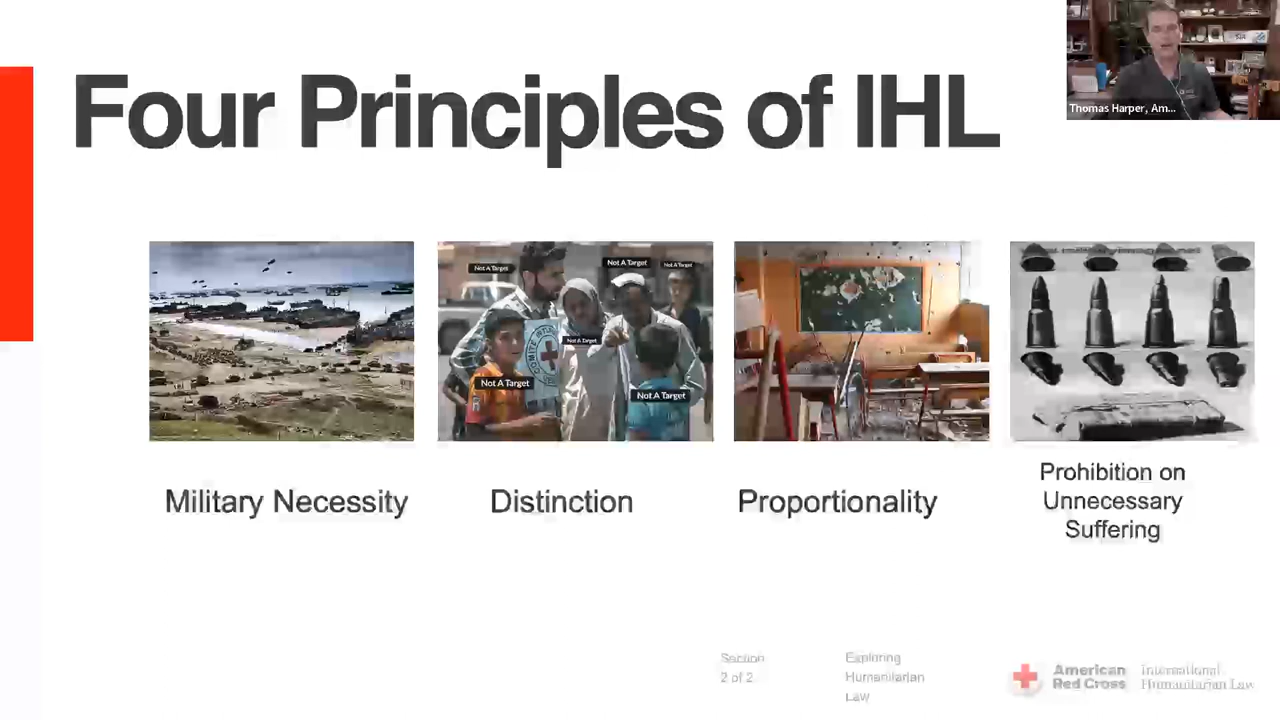 Four Principles of IHL
Thomas Harper, Am...
Not A Target
Not A Target
Not A Target
Not A Target
Not A Target
Not A Target
COMITE INTERN
Military Necessity
Distinction
Proportionality
Prohibition on
Unnecessary
Suffering
Section
2 of 2
Exploring
Humanitarian
Law
American
Red Cross
International
Humanitarian Law